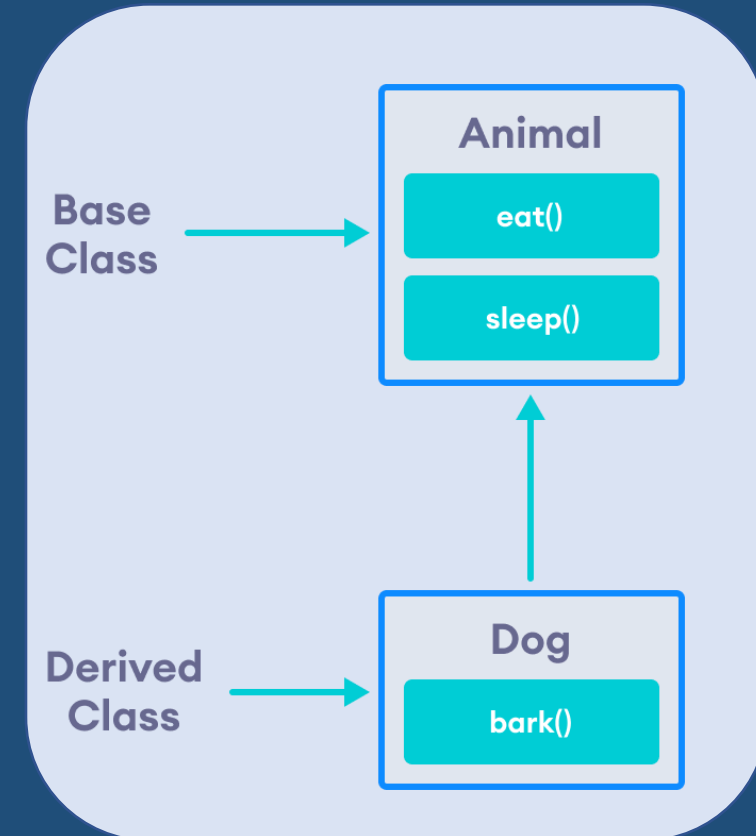 Animal
Base
Class
eat()
sleep()
Derived
Class
Dog
bark()